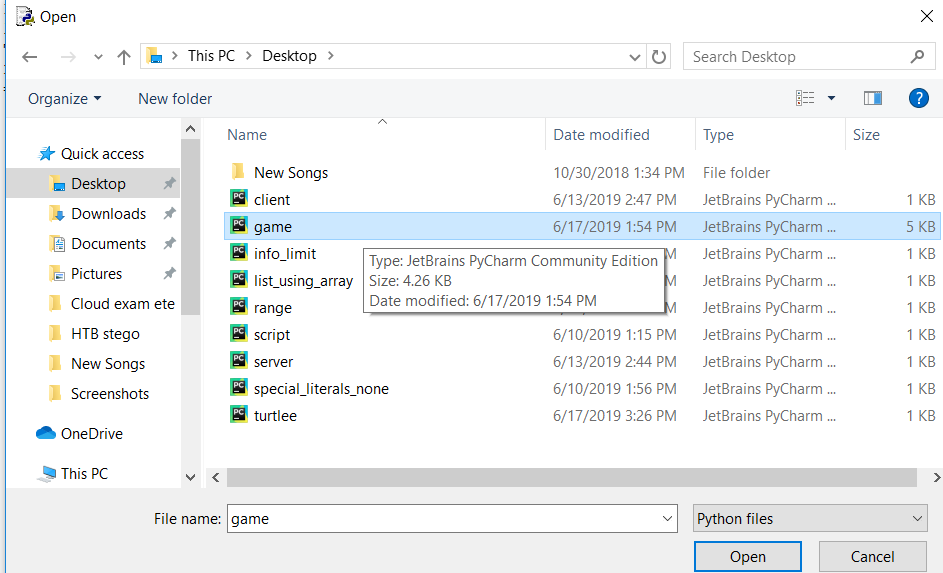 Open
This PC > Desktop >
Search Desktop
Organize
New folder
?
Name
Date modified
Type
Size
Quick access
Desktop
Downloads
Documents
Pictures
Cloud exam ete
HTB stego
New Songs
Screenshots
OneDrive
This PC
New Songs 10/30/2018 1:34 PM File folder
client 6/13/2019 2:47 PM JetBrains PyCharm ... 1 KB
game 6/17/2019 1:54 PM JetBrains PyCharm ... 5 KB
info_limit JetBrains PyCharm ... 1 KB
list_using_array JetBrains PyCharm ... 1 KB
range JetBrains PyCharm ... 1 KB
script 6/10/2019 1:15 PM JetBrains PyCharm ... 1 KB
server 6/13/2019 2:44 PM JetBrains PyCharm ... 1 KB
special_literals_none 6/10/2019 1:56 PM JetBrains PyCharm ... 1 KB
turtlee 6/17/2019 3:26 PM JetBrains PyCharm ... 1 KB
Type: JetBrains PyCharm Community Edition
Size: 4.26 KB
Date modified: 6/17/2019 1:54 PM
File name: game
Python files
Open
Cancel